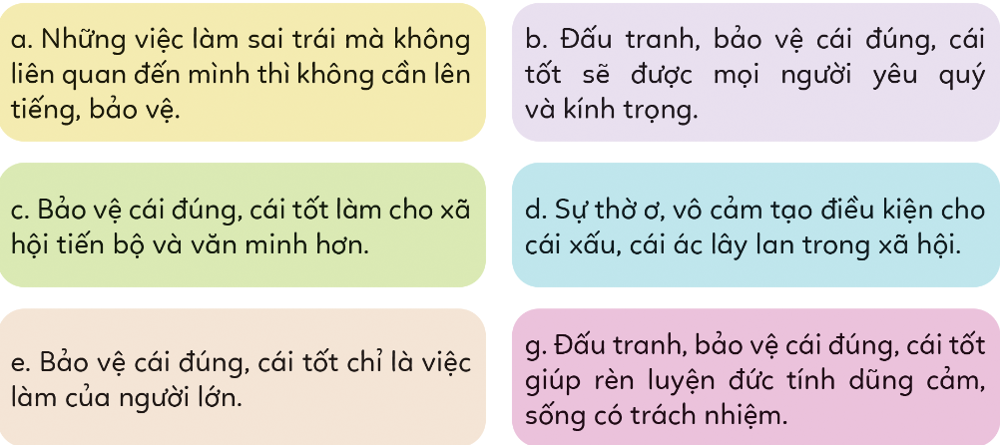 a. Những việc làm sai trái mà không
liên quan đến mình thì không cần lên
tiếng, bảo vệ.
b. Đấu tranh, bảo vệ cái đúng, cái
tốt sẽ được mọi người yêu quý
và kính trọng.
c. Bảo vệ cái đúng, cái tốt làm cho xã
hội tiến bộ và văn minh hơn.
d. Sự thờ ơ, vô cảm tạo điều kiện cho
cái xấu, cái ác lây lan trong xã hội.
e. Bảo vệ cái đúng, cái tốt chỉ là việc
làm của người lớn.
g. Đấu tranh, bảo vệ cái đúng, cái tốt
giúp rèn luyện đức tính dũng cảm,
sống có trách nhiệm.